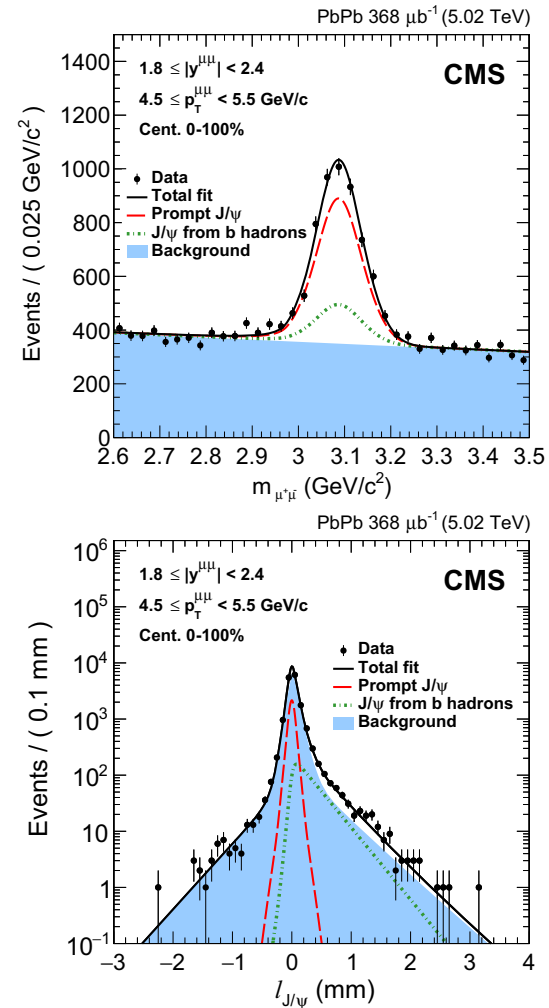 PbPb 368 μb⁻¹ (5.02 TeV)
1.8 ≤ |y^μμ| < 2.4
CMS
4.5 ≤ p_T^μμ < 5.5 GeV/c
Cent. 0-100%
Data
Total fit
Prompt J/ψ
J/ψ from b hadrons
Background
Events / ( 0.025 GeV/c² )
1400
1200
1000
800
600
400
200
0
2.6 2.7 2.8 2.9 3 3.1 3.2 3.3 3.4 3.5
m_μ⁺μ⁻ (GeV/c²)
PbPb 368 μb⁻¹ (5.02 TeV)
1.8 ≤ |y^μμ| < 2.4
CMS
4.5 ≤ p_T^μμ < 5.5 GeV/c
Cent. 0-100%
Data
Total fit
Prompt J/ψ
J/ψ from b hadrons
Background
Events / ( 0.1 mm )
10⁶
10⁵
10⁴
10³
10²
10
1
10⁻¹
−3 −2 −1 0 1 2 3 4
l_J/ψ (mm)